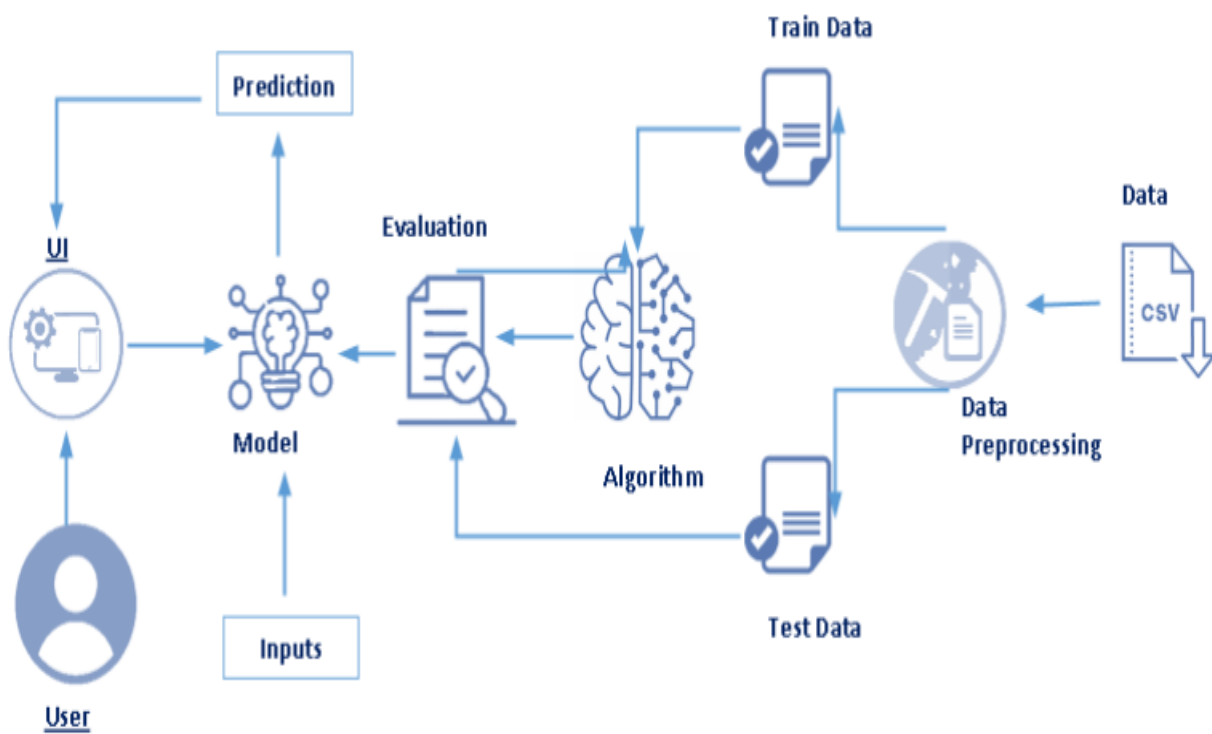 Train Data
Prediction
Data
Evaluation
UI
CSV
Data
Preprocessing
Model
Algorithm
Inputs
Test Data
User